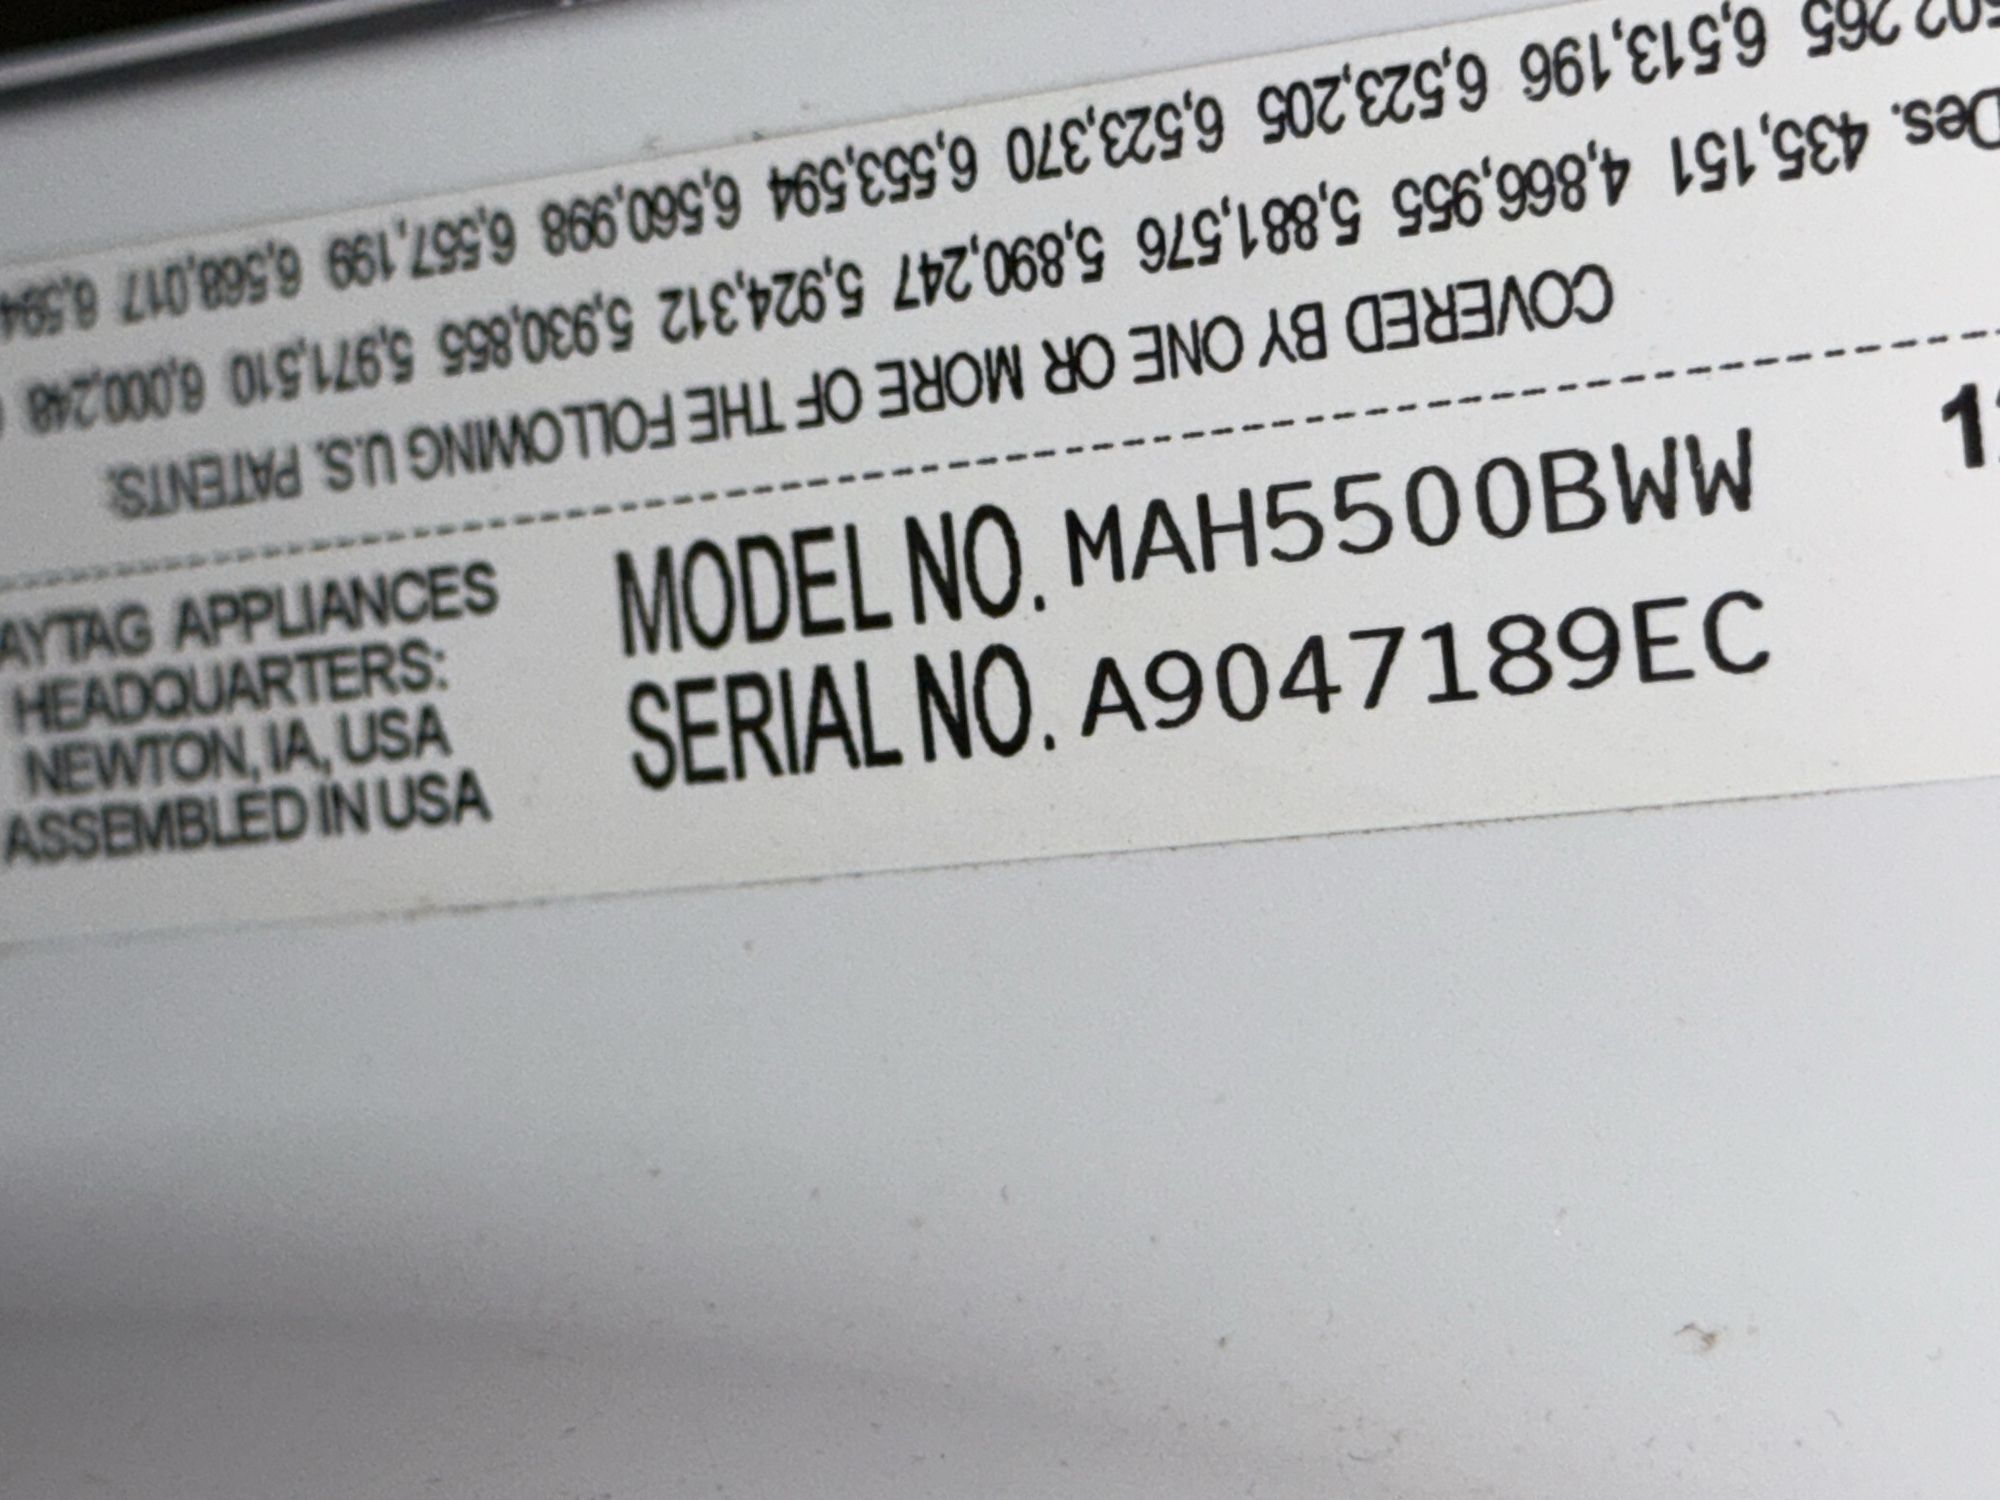 COVERED BY ONE OR MORE OF THE FOLLOWING U.S. PATENTS:
Des. 435,151 4,866,955 5,881,576 5,890,247 5,924,312 5,930,855 5,971,510 6,000,248
6,513,196 6,523,205 6,523,370 6,553,594 6,560,998 6,557,199 6,568,017 6,594
AYTAG APPLIANCES
HEADQUARTERS:
NEWTON, IA, USA
ASSEMBLED IN USA
MODEL NO. MAH5500BWW
SERIAL NO. A9047189EC